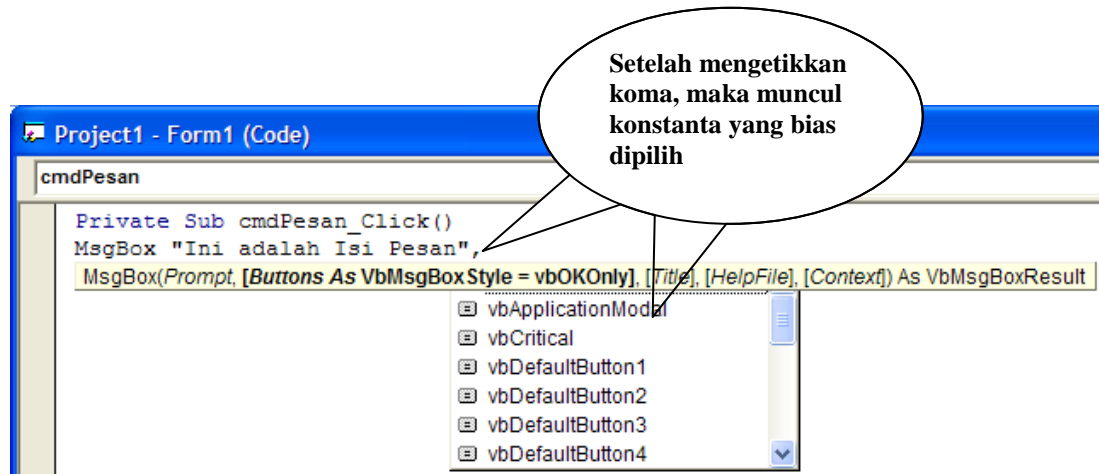 Setelah mengetikkan
koma, maka muncul
konstanta yang bias
dipilih
Project1 - Form1 (Code)
cmdPesan
Private Sub cmdPesan_Click()
MsgBox "Ini adalah Isi Pesan",
MsgBox(Prompt, [Buttons As VbMsgBoxStyle = vbOKOnly], [Title], [HelpFile], [Context]) As VbMsgBoxResult
vbApplicationModal
vbCritical
vbDefaultButton1
vbDefaultButton2
vbDefaultButton3
vbDefaultButton4